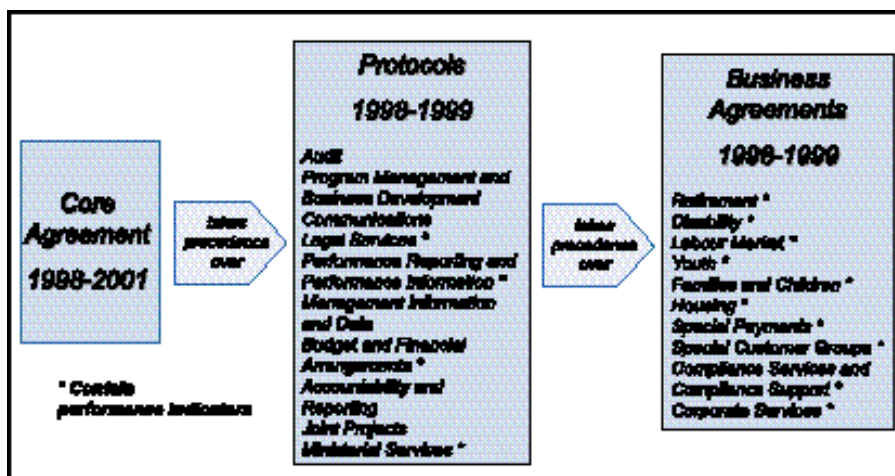 Core
Agreement
1998-2001
* Contain
performance indicators
takes
precedence
over
Protocols
1998-1999
Audit
Program Management and
Business Development
Communications
Legal Services *
Performance Reporting and
Performance Information *
Management Information
and Data
Budget and Financial
Arrangements *
Accountability and
Reporting
Joint Projects
Ministerial Services *
takes
precedence
over
Business
Agreements
1998-1999
Retirement *
Disability *
Labour Market *
Youth *
Families and Children *
Housing *
Special Payments *
Special Customer Groups *
Compliance Services and
Compliance Support *
Corporate Services *